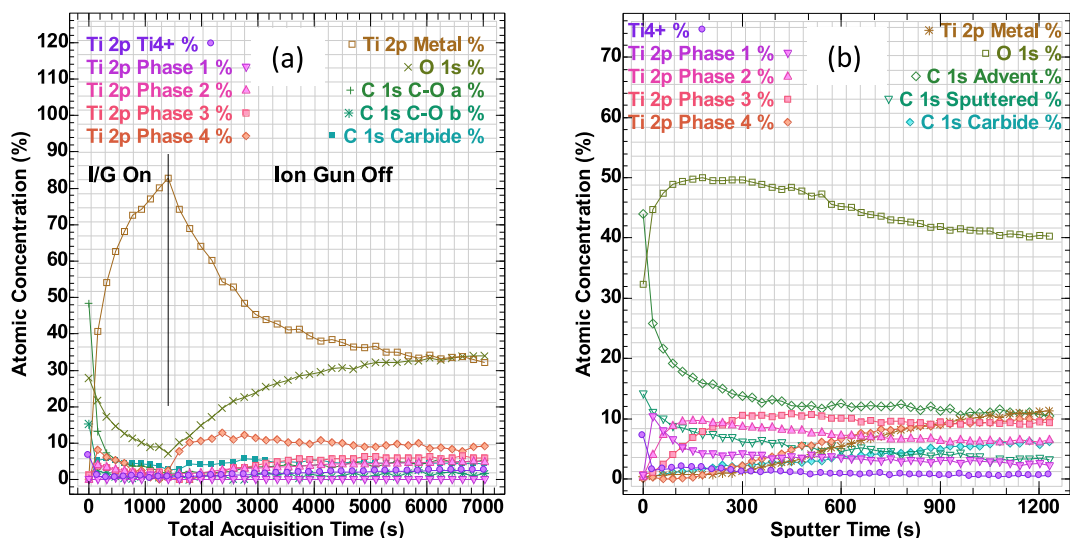 (a)
Ti 2p Ti4+ %
Ti 2p Phase 1 %
Ti 2p Phase 2 %
Ti 2p Phase 3 %
Ti 2p Phase 4 %
Ti 2p Metal %
O 1s %
C 1s C-O a %
C 1s C-O b %
C 1s Carbide %
I/G On
Ion Gun Off
Atomic Concentration (%)
120
110
100
90
80
70
60
50
40
30
20
10
0
0 1000 2000 3000 4000 5000 6000 7000
Total Acquisition Time (s)
(b)
Ti4+ %
Ti 2p Phase 1 %
Ti 2p Phase 2 %
Ti 2p Phase 3 %
Ti 2p Phase 4 %
Ti 2p Metal %
O 1s %
C 1s Advent.%
C 1s Sputtered %
C 1s Carbide%
Atomic Concentration (%)
70
60
50
40
30
20
10
0
0 300 600 900 1200
Sputter Time (s)